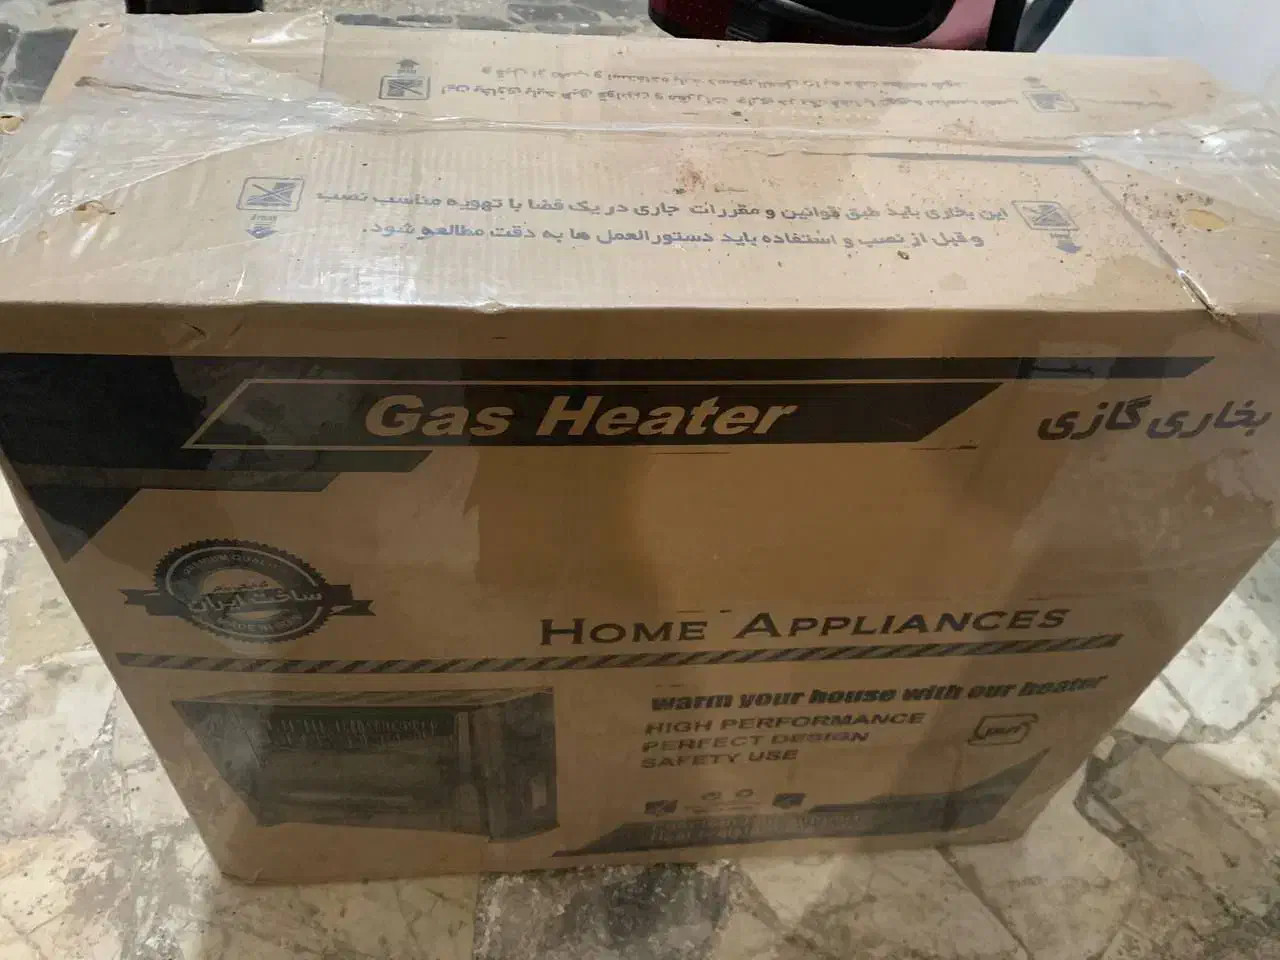 این بخاری باید طبق قوانین و مقررات جاری در یک فضا با تهویه مناسب نصب
و قبل از نصب و استفاده باید دستورالعمل ها به دقت مطالعه شود.
Gas Heater
بخاری گازی
ساخت ایران
HOME APPLIANCES
warm your house with our heater
HIGH PERFORMANCE
PERFECT DESIGN
SAFETY USE